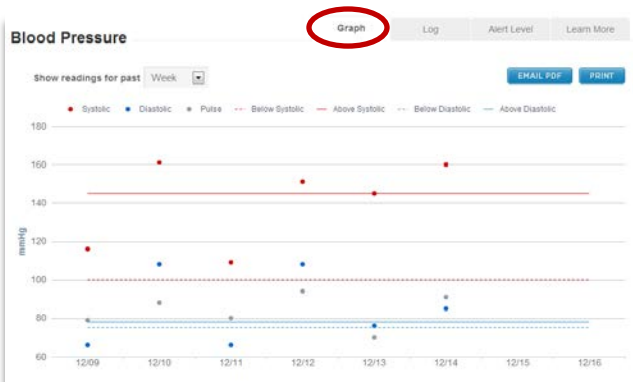 Blood Pressure
Graph Log Alert Level Learn More
Show readings for past Week
EMAIL PDF PRINT
Systolic Diastolic Pulse Below Systolic Above Systolic Below Diastolic Above Diastolic
180
160
140
120
100
80
60
mmHg
12/09 12/10 12/11 12/12 12/13 12/14 12/15 12/16